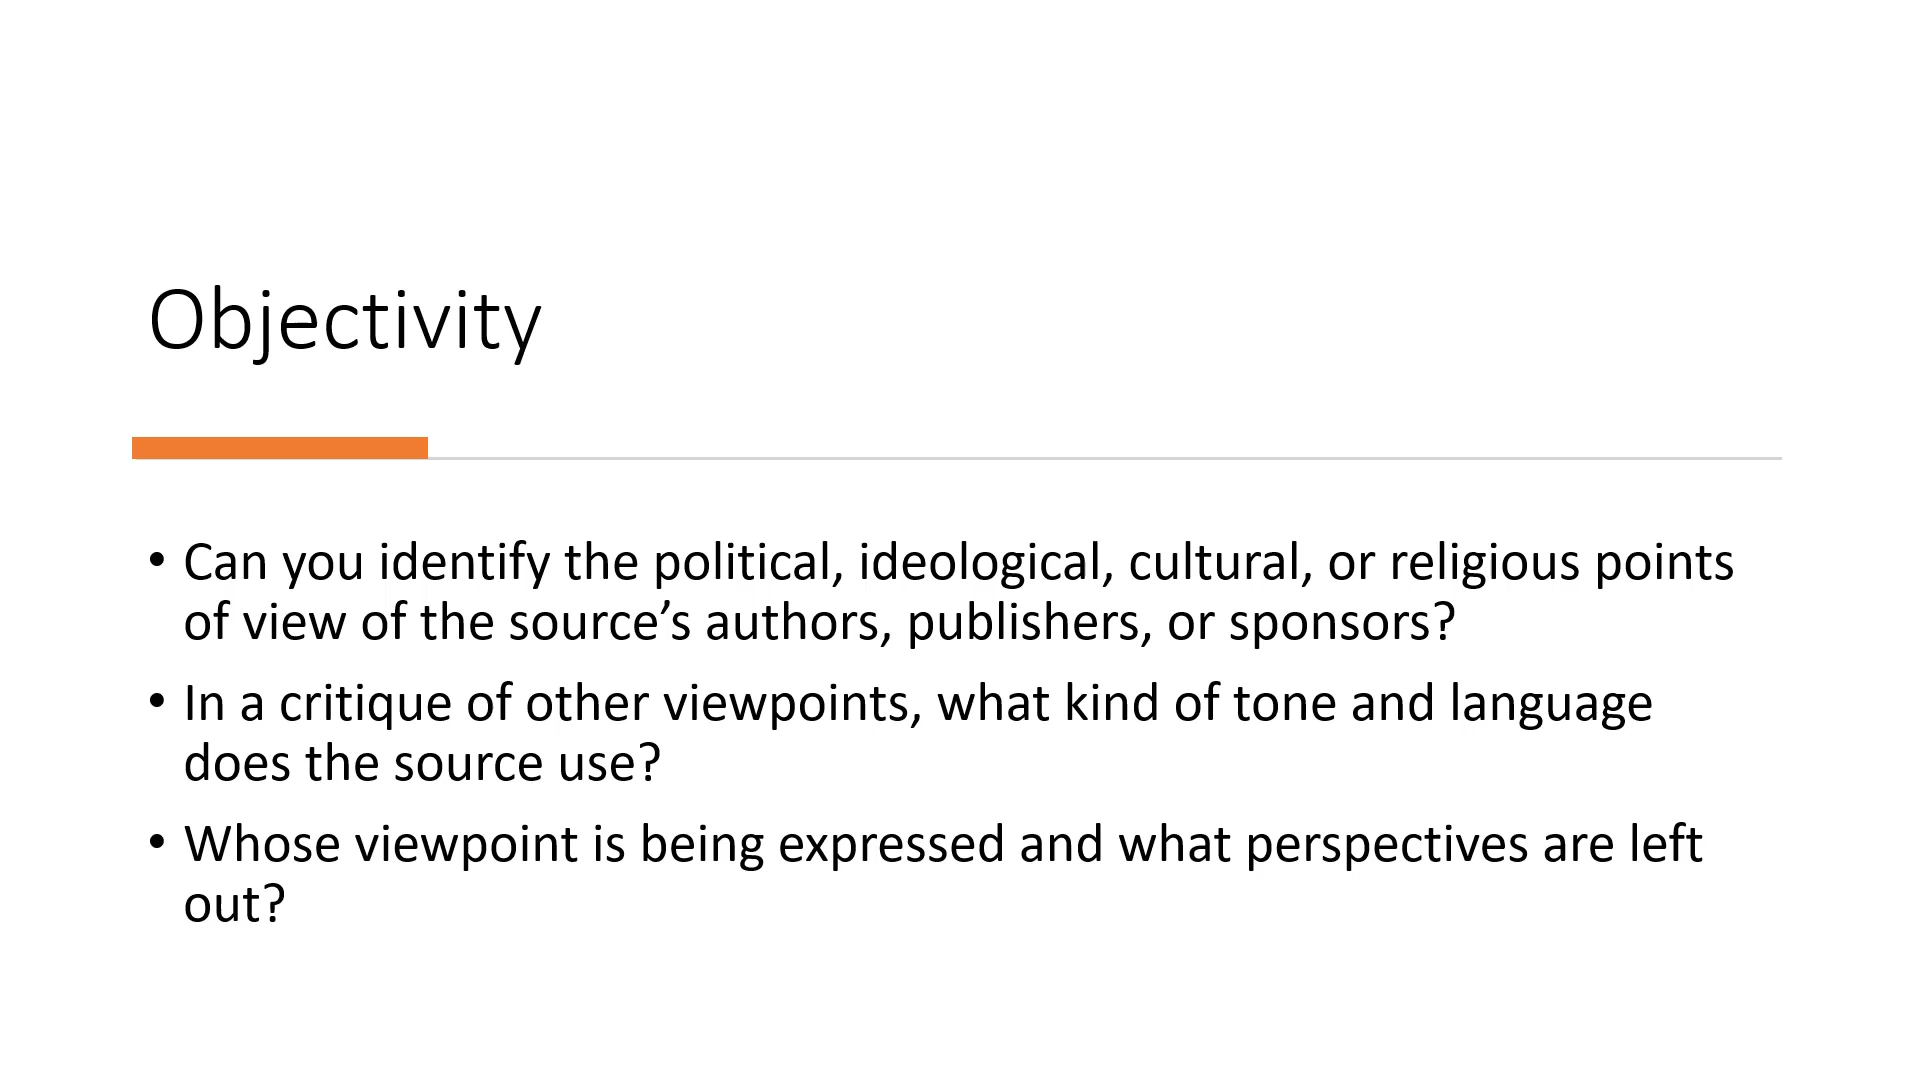 Objectivity
• Can you identify the political, ideological, cultural, or religious points
of view of the source’s authors, publishers, or sponsors?
• In a critique of other viewpoints, what kind of tone and language
does the source use?
• Whose viewpoint is being expressed and what perspectives are left
out?